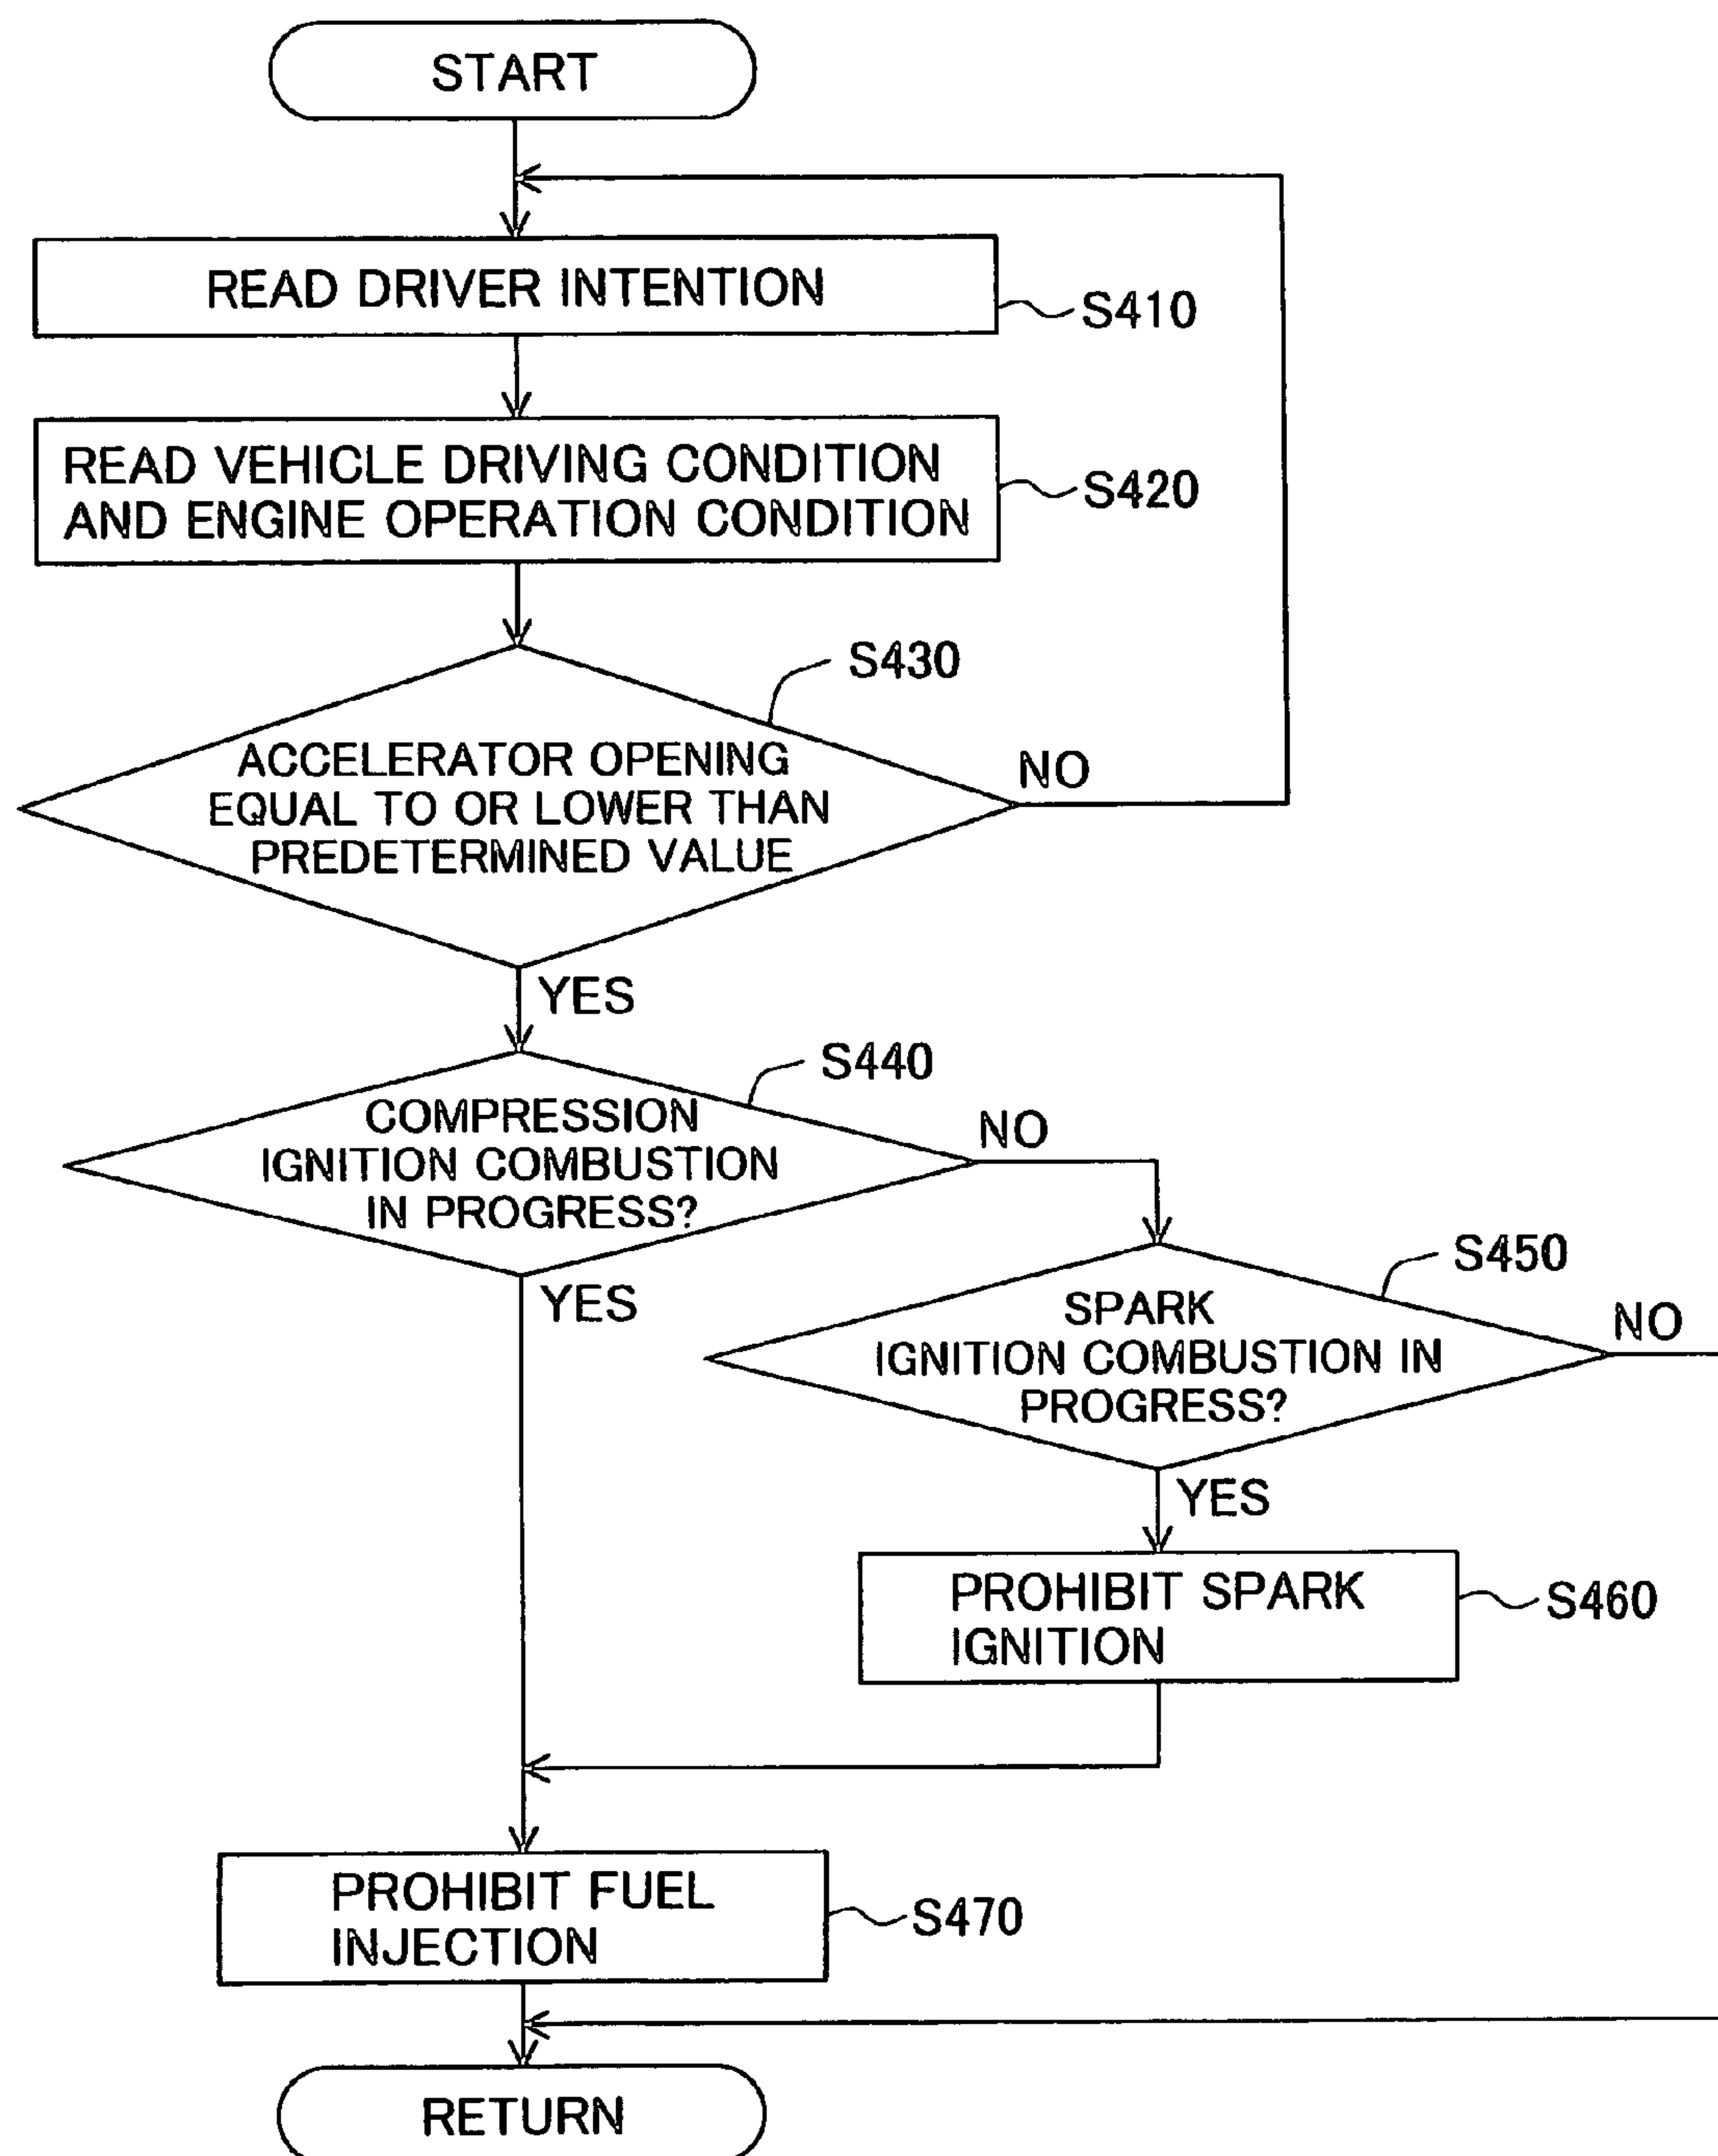 START
READ DRIVER INTENTION
S410
READ VEHICLE DRIVING CONDITION
AND ENGINE OPERATION CONDITION
S420
S430
ACCELERATOR OPENING
EQUAL TO OR LOWER THAN
PREDETERMINED VALUE
NO
YES
S440
COMPRESSION
IGNITION COMBUSTION
IN PROGRESS?
NO
YES
S450
SPARK
IGNITION COMBUSTION IN
PROGRESS?
NO
YES
PROHIBIT SPARK
IGNITION
S460
PROHIBIT FUEL
INJECTION
S470
RETURN